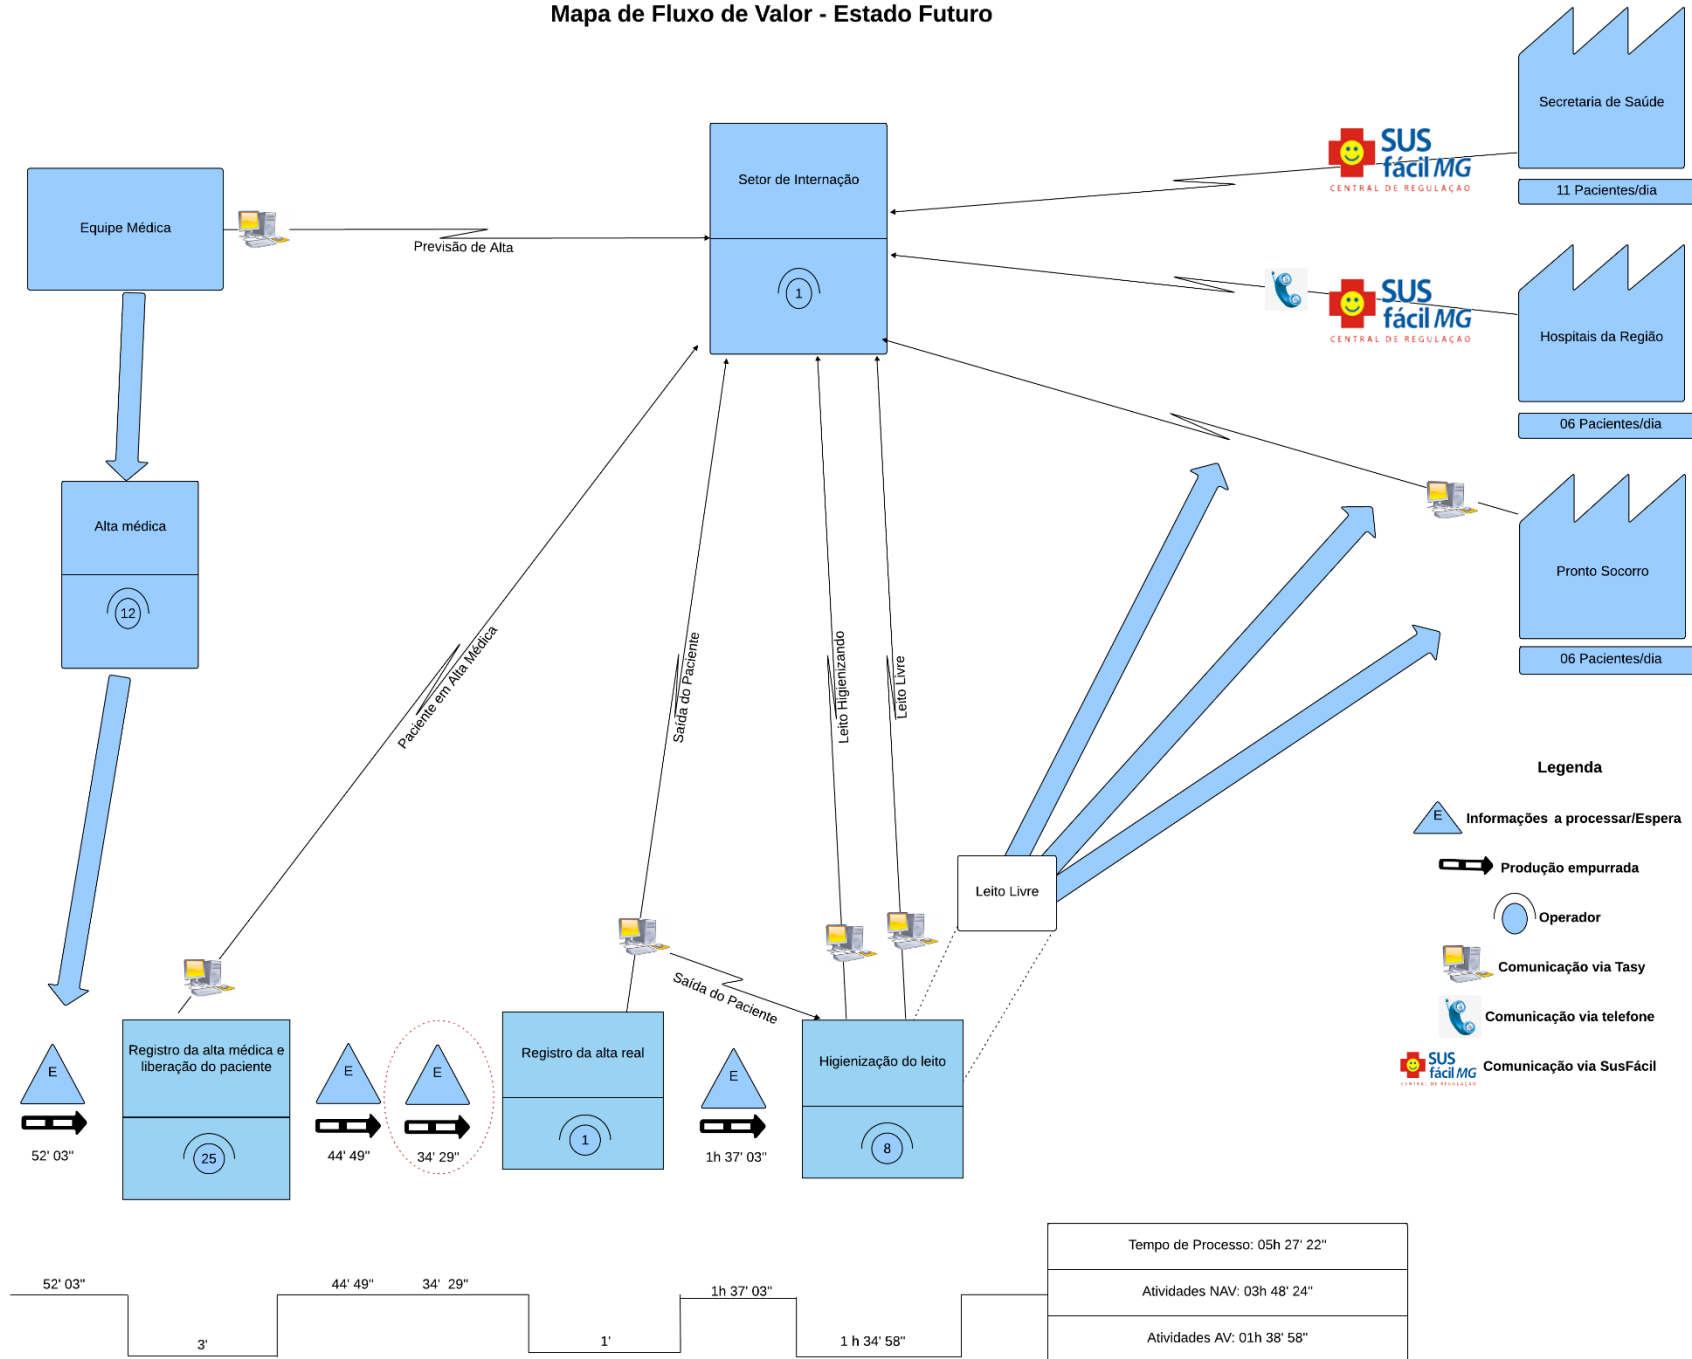 Mapa de Fluxo de Valor - Estado Futuro
Secretaria de Saúde
11 Pacientes/dia
SUS
fácil MG
CENTRAL DE REGULAÇÃO
Setor de Internação
1
Equipe Médica
Previsão de Alta
Hospitais da Região
06 Pacientes/dia
SUS
fácil MG
CENTRAL DE REGULAÇÃO
Pronto Socorro
06 Pacientes/dia
Alta médica
12
Paciente em Alta Médica
Saída do Paciente
Leito Higienizando
Leito Livre
Leito Livre
Saída do Paciente
Legenda
E
Informações a processar/Espera
Produção empurrada
Operador
Comunicação via Tasy
Comunicação via telefone
SUS
fácil MG
CENTRAL DE REGULAÇÃO
Comunicação via SusFácil
E
52' 03"
Registro da alta médica e
liberação do paciente
25
E
44' 49"
E
34' 29"
Registro da alta real
1
E
1h 37' 03"
Higienização do leito
8
52' 03"
3'
44' 49"
34' 29"
1'
1h 37' 03"
1 h 34' 58"
Tempo de Processo: 05h 27' 22"
Atividades NAV: 03h 48' 24"
Atividades AV: 01h 38' 58"